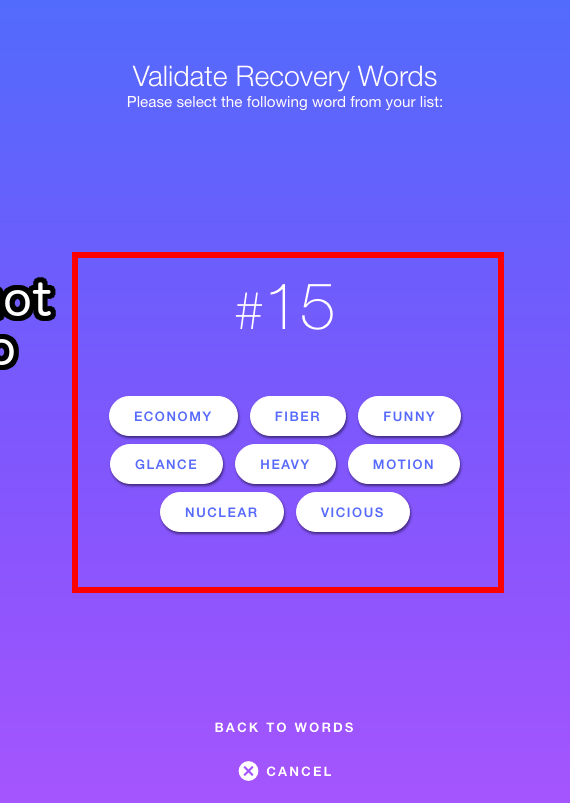 Validate Recovery Words
Please select the following word from your list:
#15
ECONOMY FIBER FUNNY
GLANCE HEAVY MOTION
NUCLEAR VICIOUS
BACK TO WORDS
CANCEL